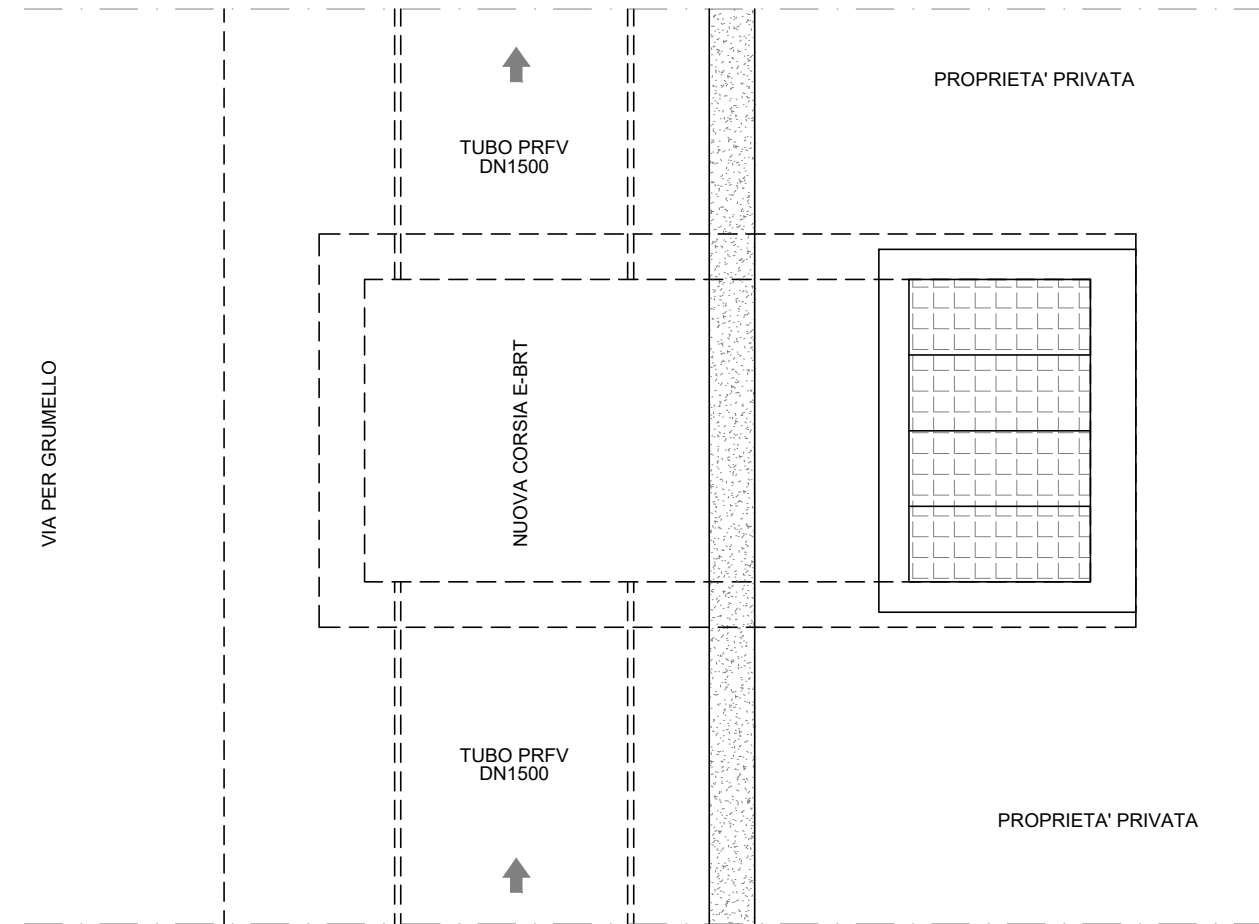 PROPRIETA' PRIVATA
TUBO PRFV
DN1500
VIA PER GRUMELLO
NUOVA CORSIA E-BRT
TUBO PRFV
DN1500
PROPRIETA' PRIVATA